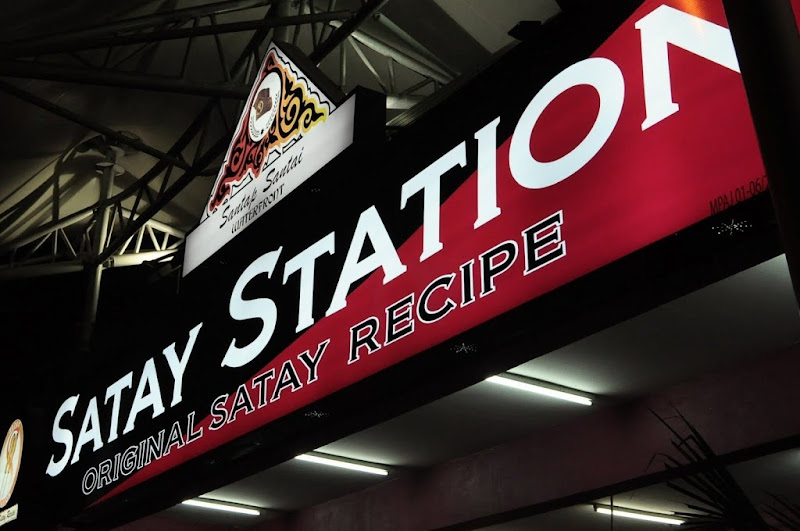 Santap Santai
WATERFRONT
SATAY STATION
ORIGINAL SATAY RECIPE